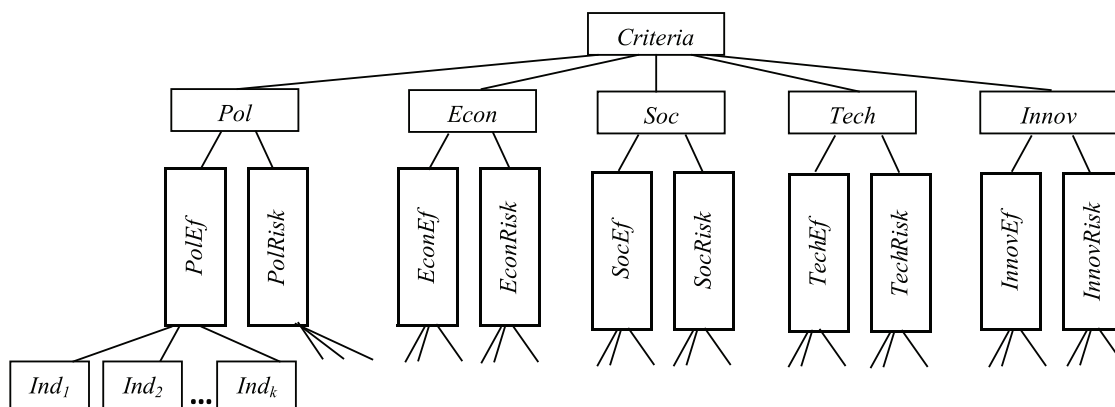 Criteria
Pol Econ Soc Tech Innov
PolEf PolRisk EconEf EconRisk SocEf SocRisk TechEf TechRisk InnovEf InnovRisk
Ind1 Ind2 ... Indk